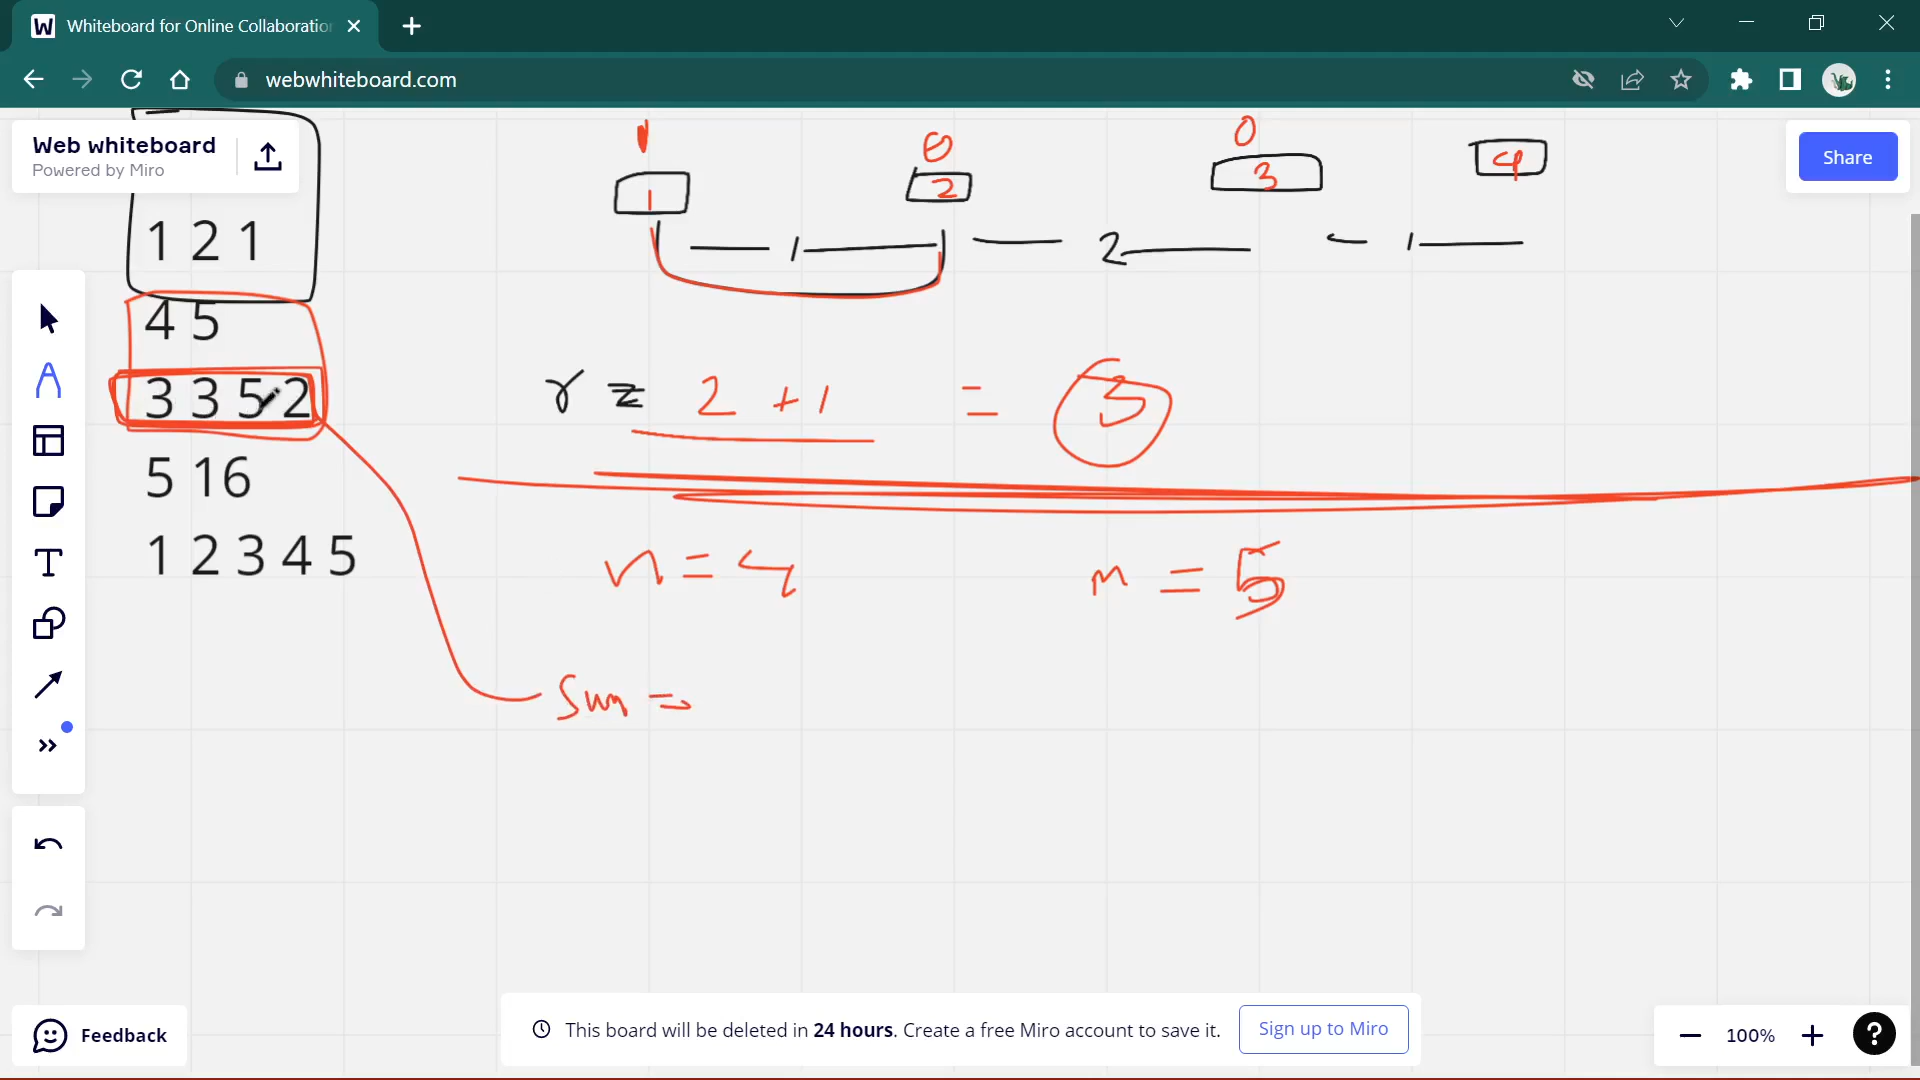 Whiteboard for Online Collaboratio
webwhiteboard.com
Web whiteboard
Powered by Miro
Share
0
0
1
2
3
4
1 2 1
1
2
1
4 5
3 3 5 2
r = 2 + 1 = 3
5 16
1 2 3 4 5
n = 4
m = 5
Sum =
Feedback
This board will be deleted in 24 hours. Create a free Miro account to save it.
Sign up to Miro
100%